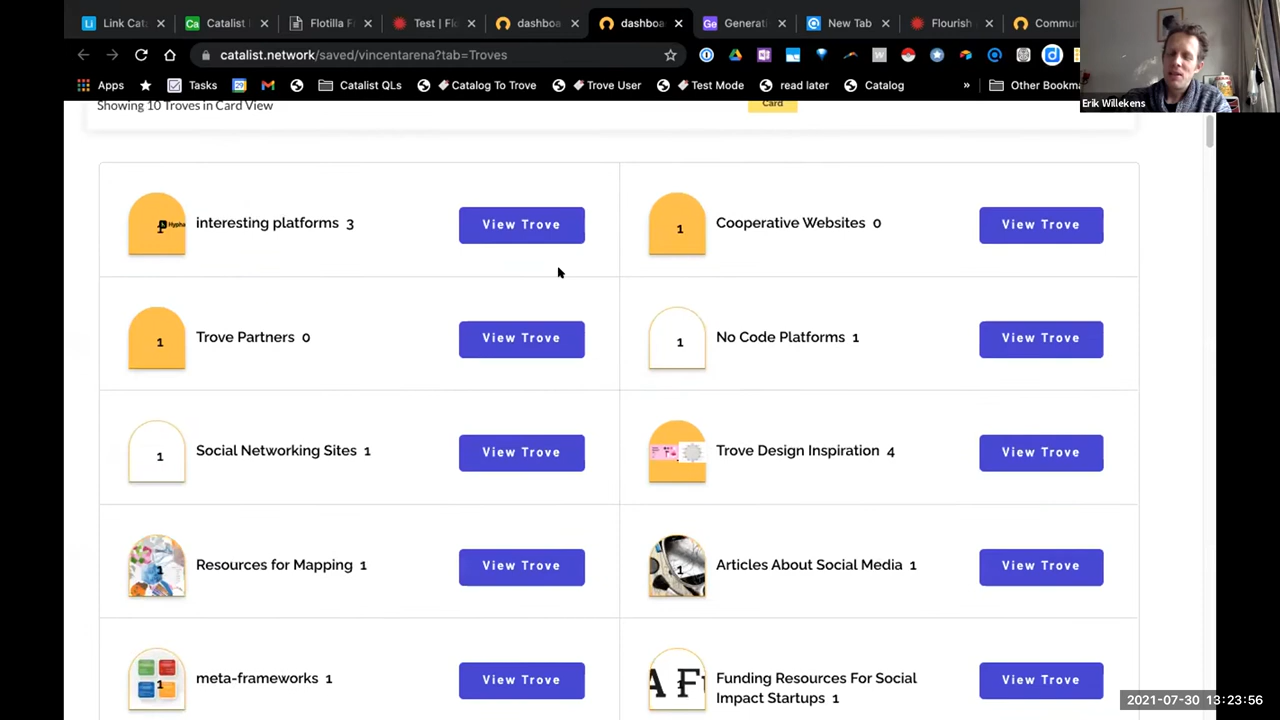 Link Cat
Catalist
Flotilla F
Test | Flo
dashboa
dashboa
Generati
New Tab
Flourish
Commu
catalist.network/saved/vincentarena?tab=Troves
Apps
Tasks
Catalist QLs
Catalog To Trove
Trove User
Test Mode
read later
Catalog
»
Other Bookma
Erik Willekens
Showing 10 Troves in Card View
Card
1
interesting platforms 3
View Trove
1
Cooperative Websites 0
View Trove
1
Trove Partners 0
View Trove
1
No Code Platforms 1
View Trove
1
Social Networking Sites 1
View Trove
Trove Design Inspiration 4
View Trove
1
Resources for Mapping 1
View Trove
1
Articles About Social Media 1
View Trove
1
meta-frameworks 1
View Trove
Funding Resources For Social
Impact Startups 1
View Trove
2021-07-30 13:23:56